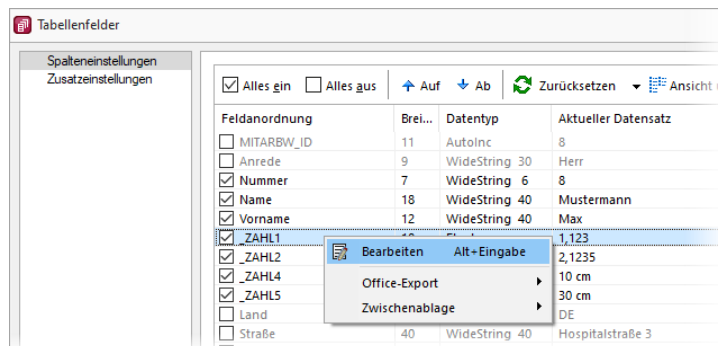 Tabellenfelder
Spalteneinstellungen
Zusatzeinstellungen
Alles ein Alles aus Auf Ab Zurücksetzen Ansicht
Feldanordnung Brei... Datentyp Aktueller Datensatz
MITARBW_ID 11 AutoInc 8
Anrede 9 WideString 30 Herr
Nummer 7 WideString 6 8
Name 18 WideString 40 Mustermann
Vorname 12 WideString 40 Max
_ZAHL1 1,123
_ZAHL2 2,1235
_ZAHL4 10 cm
_ZAHL5 30 cm
Land DE
Straße 40 WideString 40 Hospitalstraße 3
Bearbeiten Alt+Eingabe
Office-Export
Zwischenablage